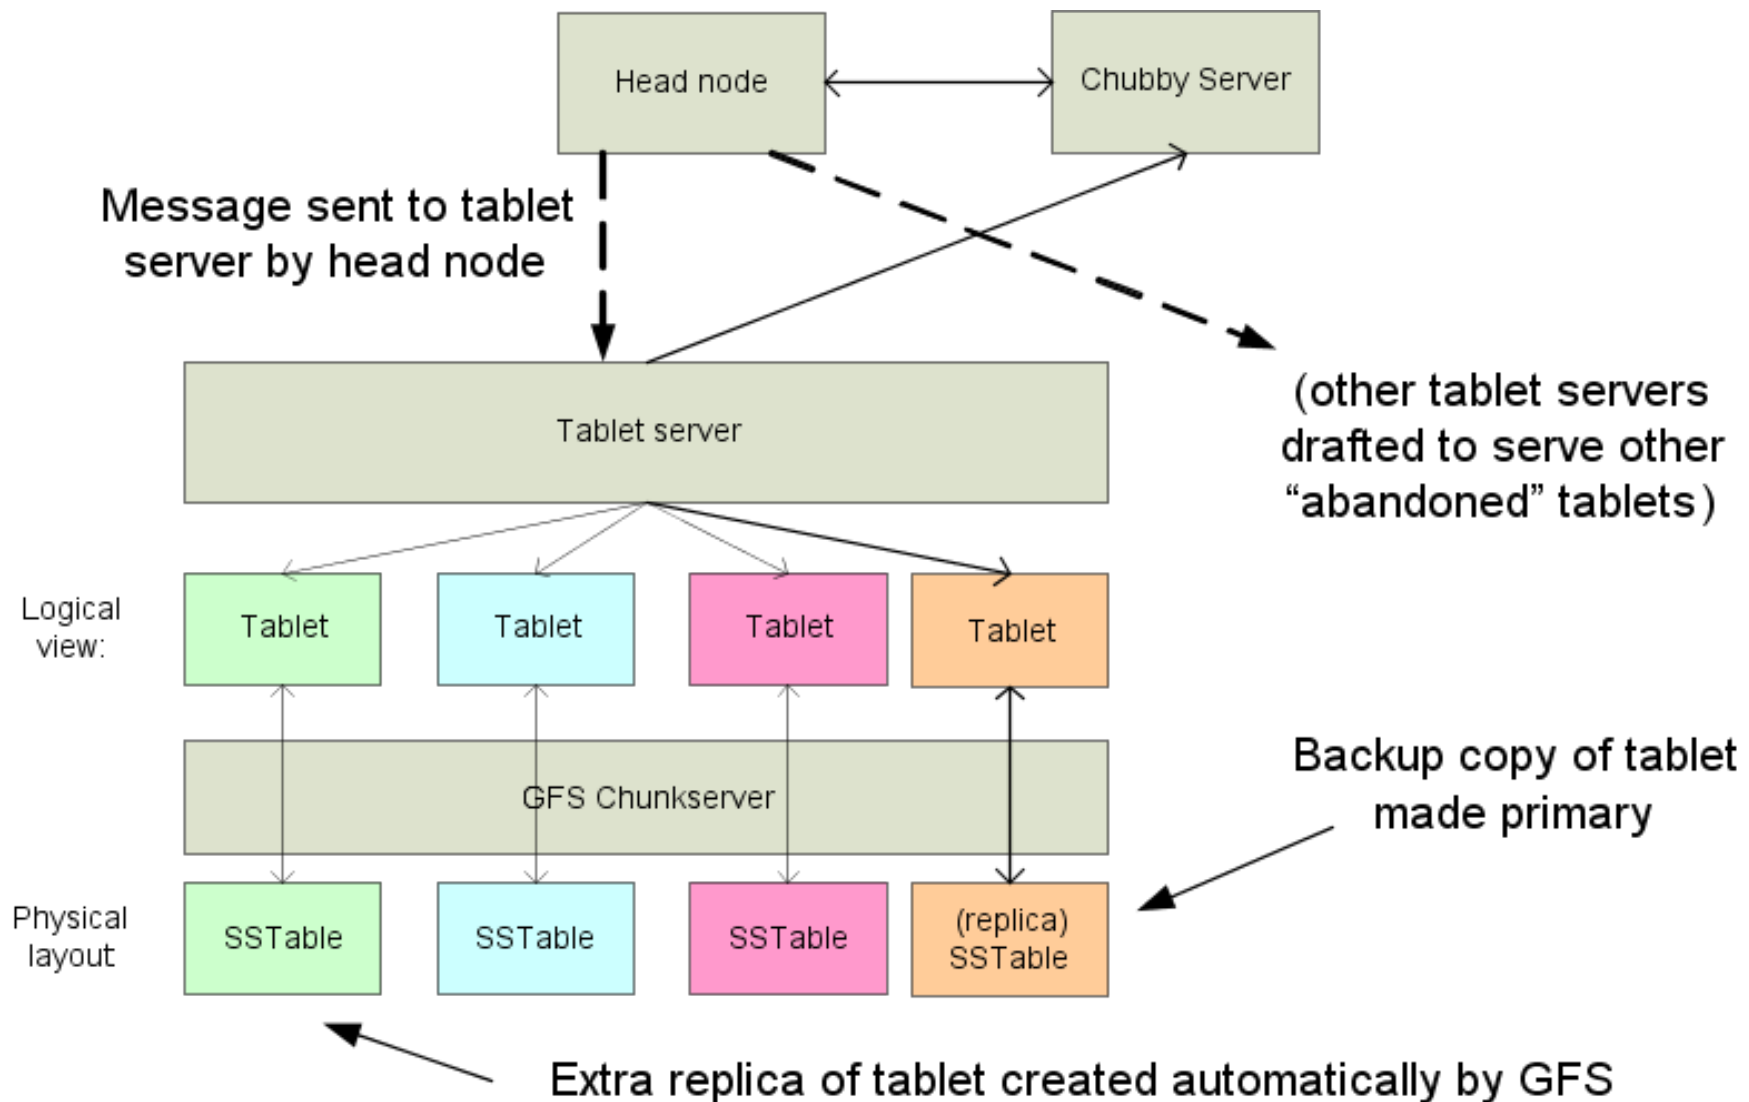 Head node
Chubby Server
Message sent to tablet
server by head node
Tablet server
(other tablet servers
drafted to serve other
“abandoned” tablets)
Logical
view:
Tablet
Tablet
Tablet
Tablet
GFS Chunkserver
Backup copy of tablet
made primary
Physical
layout
SSTable
SSTable
SSTable
(replica)
SSTable
Extra replica of tablet created automatically by GFS